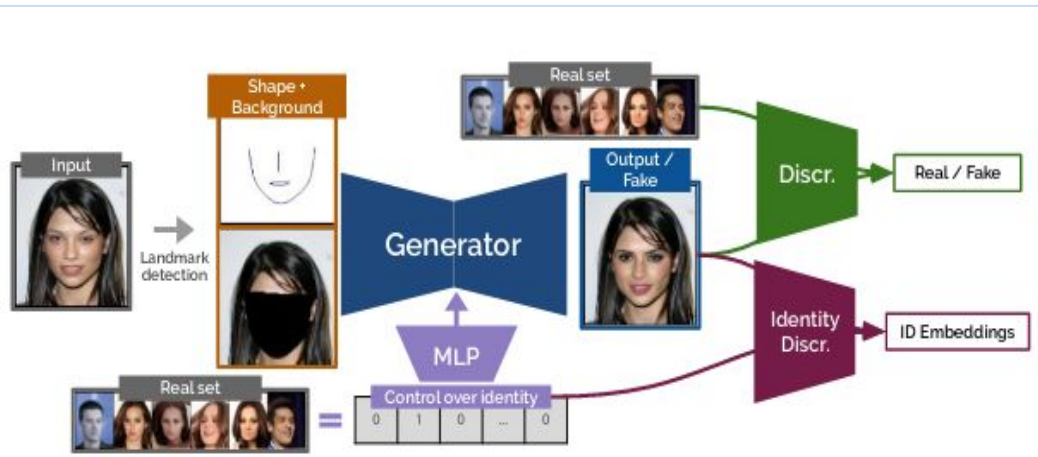 Real set
Shape +
Background
Input
Output /
Fake
Discr.
Real / Fake
Landmark
detection
Generator
Identity
Discr.
ID Embeddings
MLP
Real set
Control over identity
0 1 0 ... 0
=